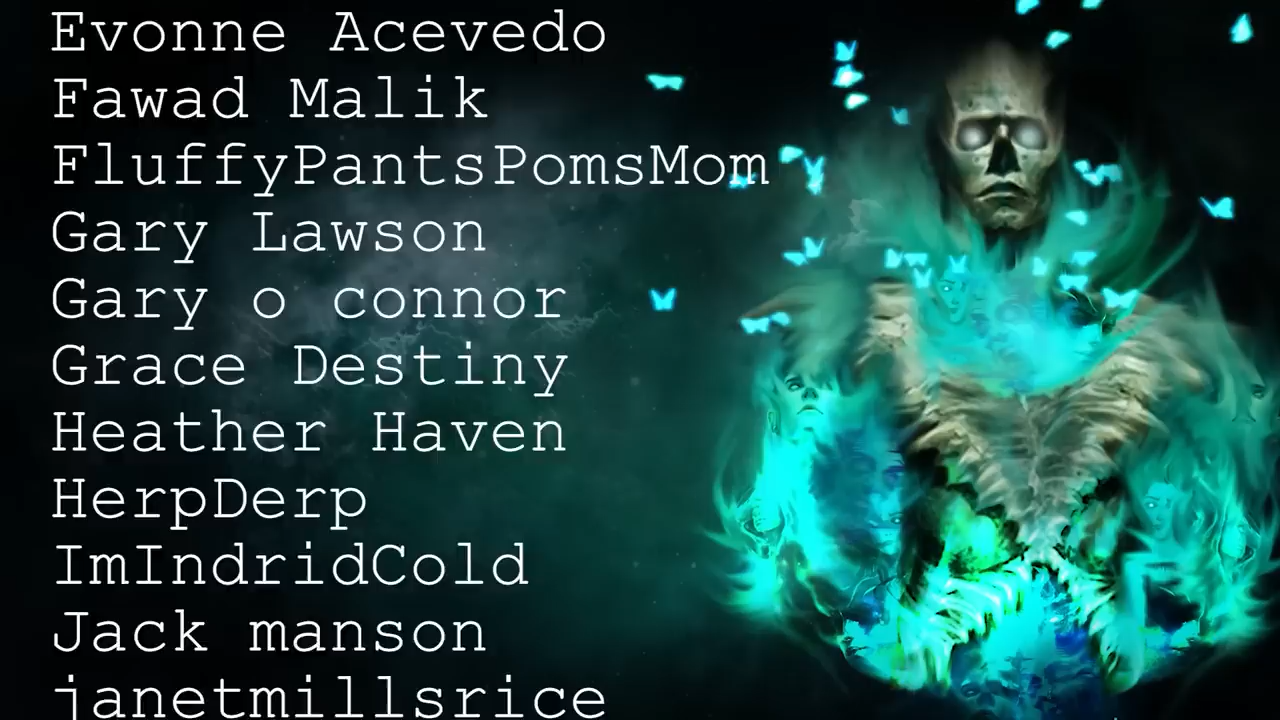 Evonne Acevedo
Fawad Malik
FluffyPantsPomsMom
Gary Lawson
Gary o connor
Grace Destiny
Heather Haven
HerpDerp
ImIndridCold
Jack manson
janetmillsrice